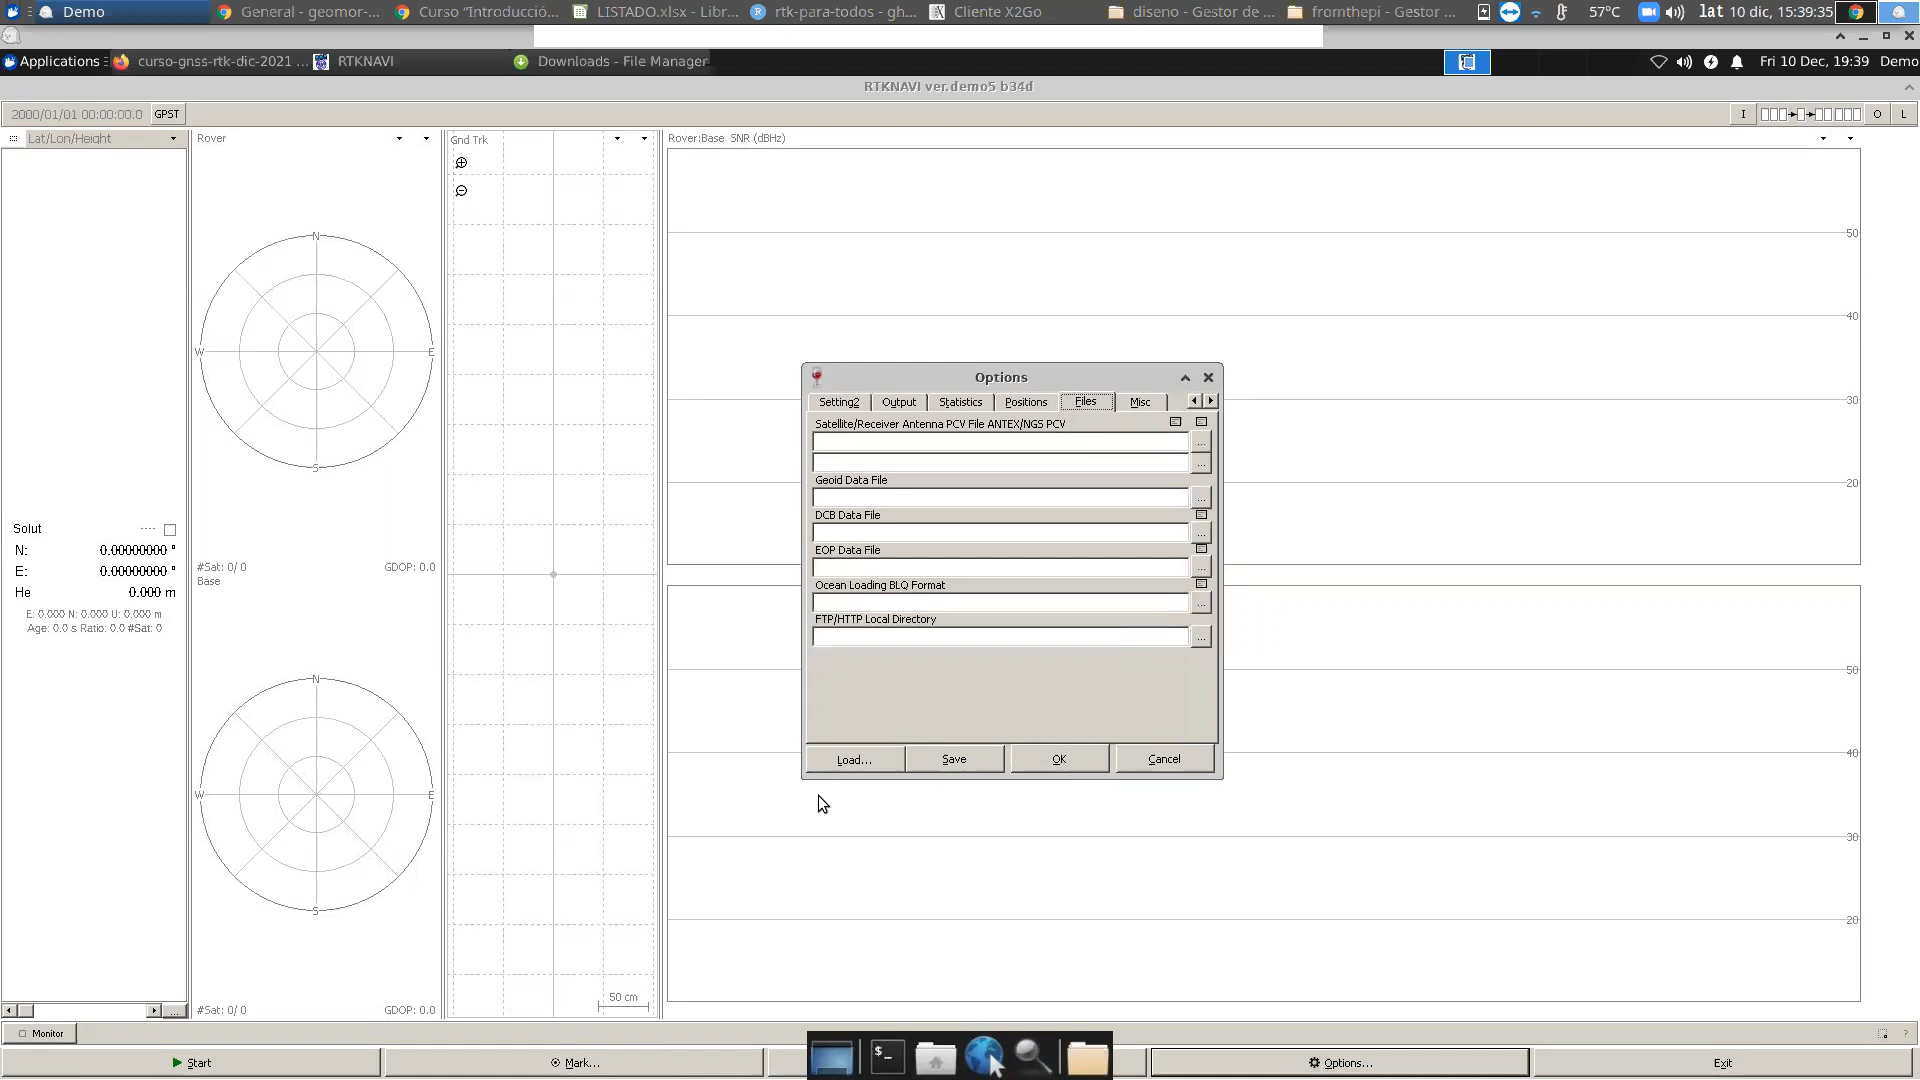 Demo
General - geomor-...
Curso “Introducció...
LISTADO.xlsx - Libr...
rtk-para-todos - gh...
Cliente X2Go
diseno - Gestor de ...
fromthepi - Gestor ...
57°C
lat 10 dic, 15:39:35
Applications
curso-gnss-rtk-dic-2021 ...
RTKNAVI
Downloads - File Manager
Fri 10 Dec, 19:39
Demo
RTKNAVI ver.demo5 b34d
2000/01/01 00:00:00.0
GPST
I
O
L
Lat/Lon/Height
Rover
Gnd Trk
Rover:Base SNR (dBHz)
N
W
E
S
50
40
30
20
Options
Setting2
Output
Statistics
Positions
Files
Misc
Satellite/Receiver Antenna PCV File ANTEX/NGS PCV
...
...
Geoid Data File
...
DCB Data File
...
EOP Data File
...
Ocean Loading BLQ Format
...
FTP/HTTP Local Directory
...
Load...
Save
OK
Cancel
Solut
----
N: 0.00000000 °
E: 0.00000000 °
He 0.000 m
E: 0.000 N: 0.000 U: 0.000 m
Age: 0.0 s Ratio: 0.0 #Sat: 0
#Sat: 0/ 0
GDOP: 0.0
Base
N
W
E
S
50
40
30
20
50 cm
#Sat: 0/ 0
GDOP: 0.0
...
Monitor
?
Start
Mark...
Options...
Exit